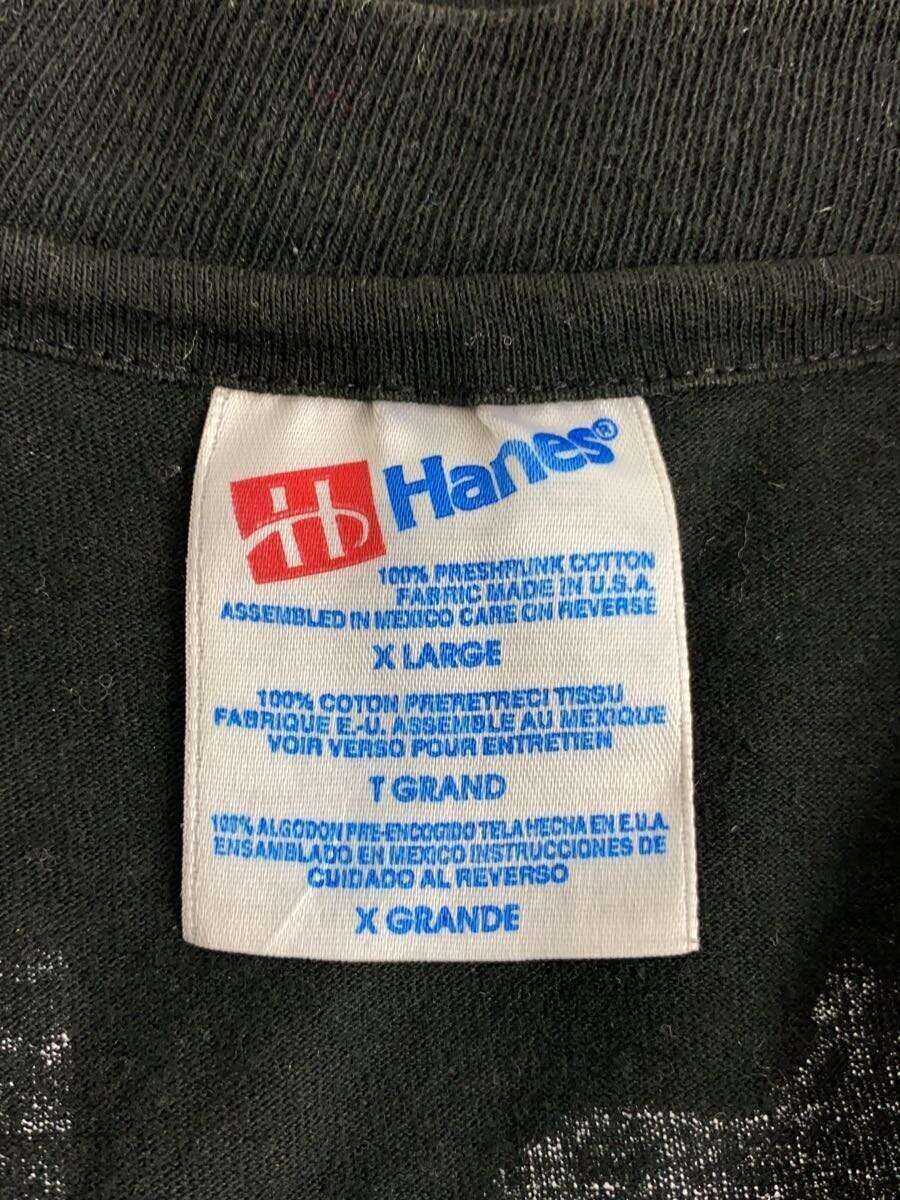 Hanes®
100% PRESHRUNK COTTON
FABRIC MADE IN U.S.A.
ASSEMBLED IN MEXICO CARE ON REVERSE
X LARGE
100% COTON PRERETRECI TISSU
FABRIQUE E.-U. ASSEMBLE AU MEXIQUE
VOIR VERSO POUR ENTRETIEN
T GRAND
100% ALGODON PRE-ENCOGIDO TELA HECHA EN E.U.A.
ENSAMBLADO EN MEXICO INSTRUCCIONES DE
CUIDADO AL REVERSO
X GRANDE